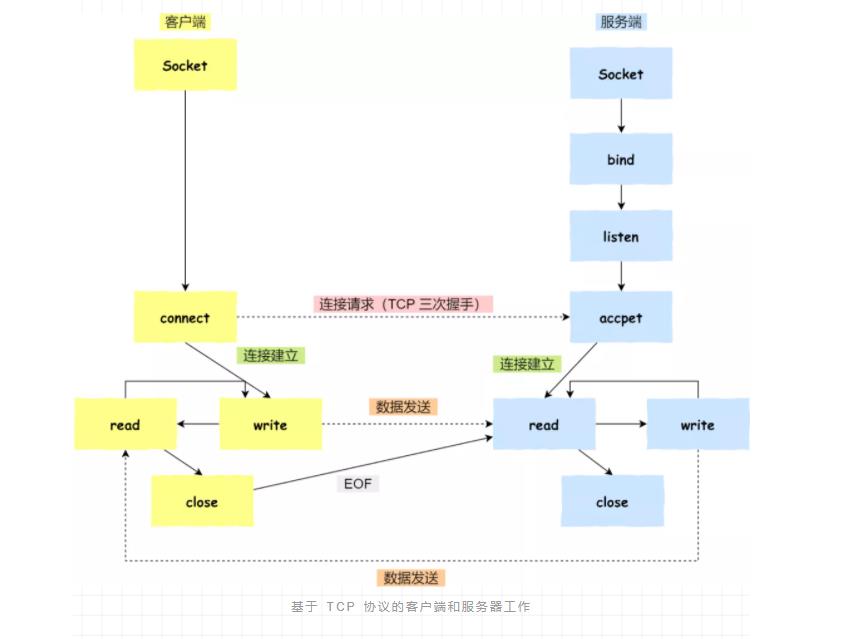 客户端
服务端
Socket
Socket
bind
listen
连接请求（TCP 三次握手）
connect
accpet
连接建立
连接建立
数据发送
read
write
read
write
EOF
close
close
数据发送
基于 TCP 协议的客户端和服务器工作